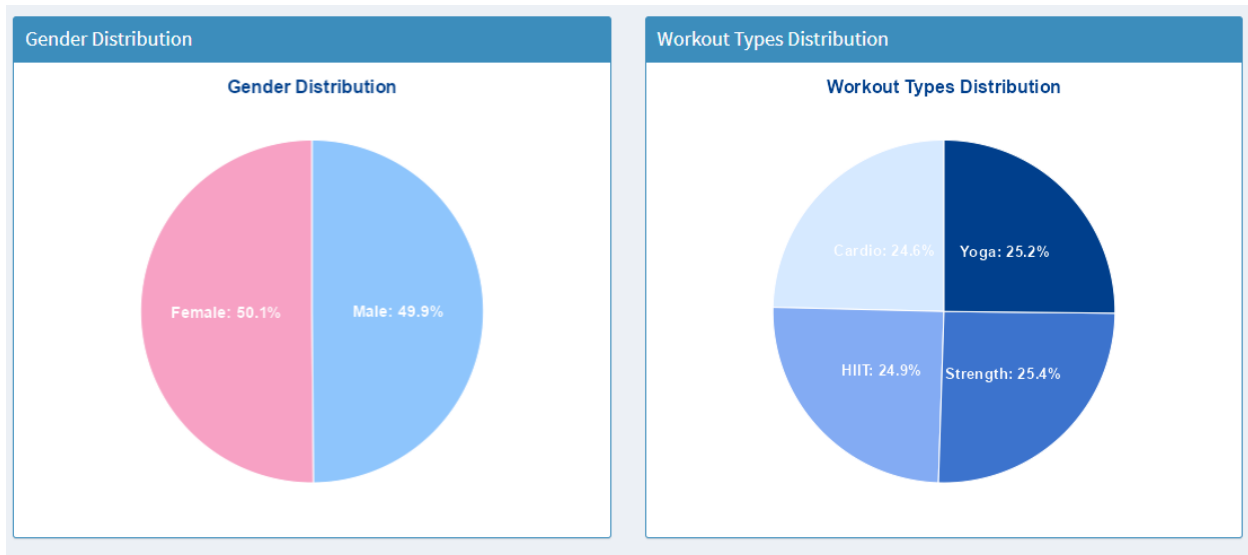 Gender Distribution
Gender Distribution
Female: 50.1%
Male: 49.9%
Workout Types Distribution
Workout Types Distribution
Cardio: 24.6%
Yoga: 25.2%
HIIT: 24.9%
Strength: 25.4%